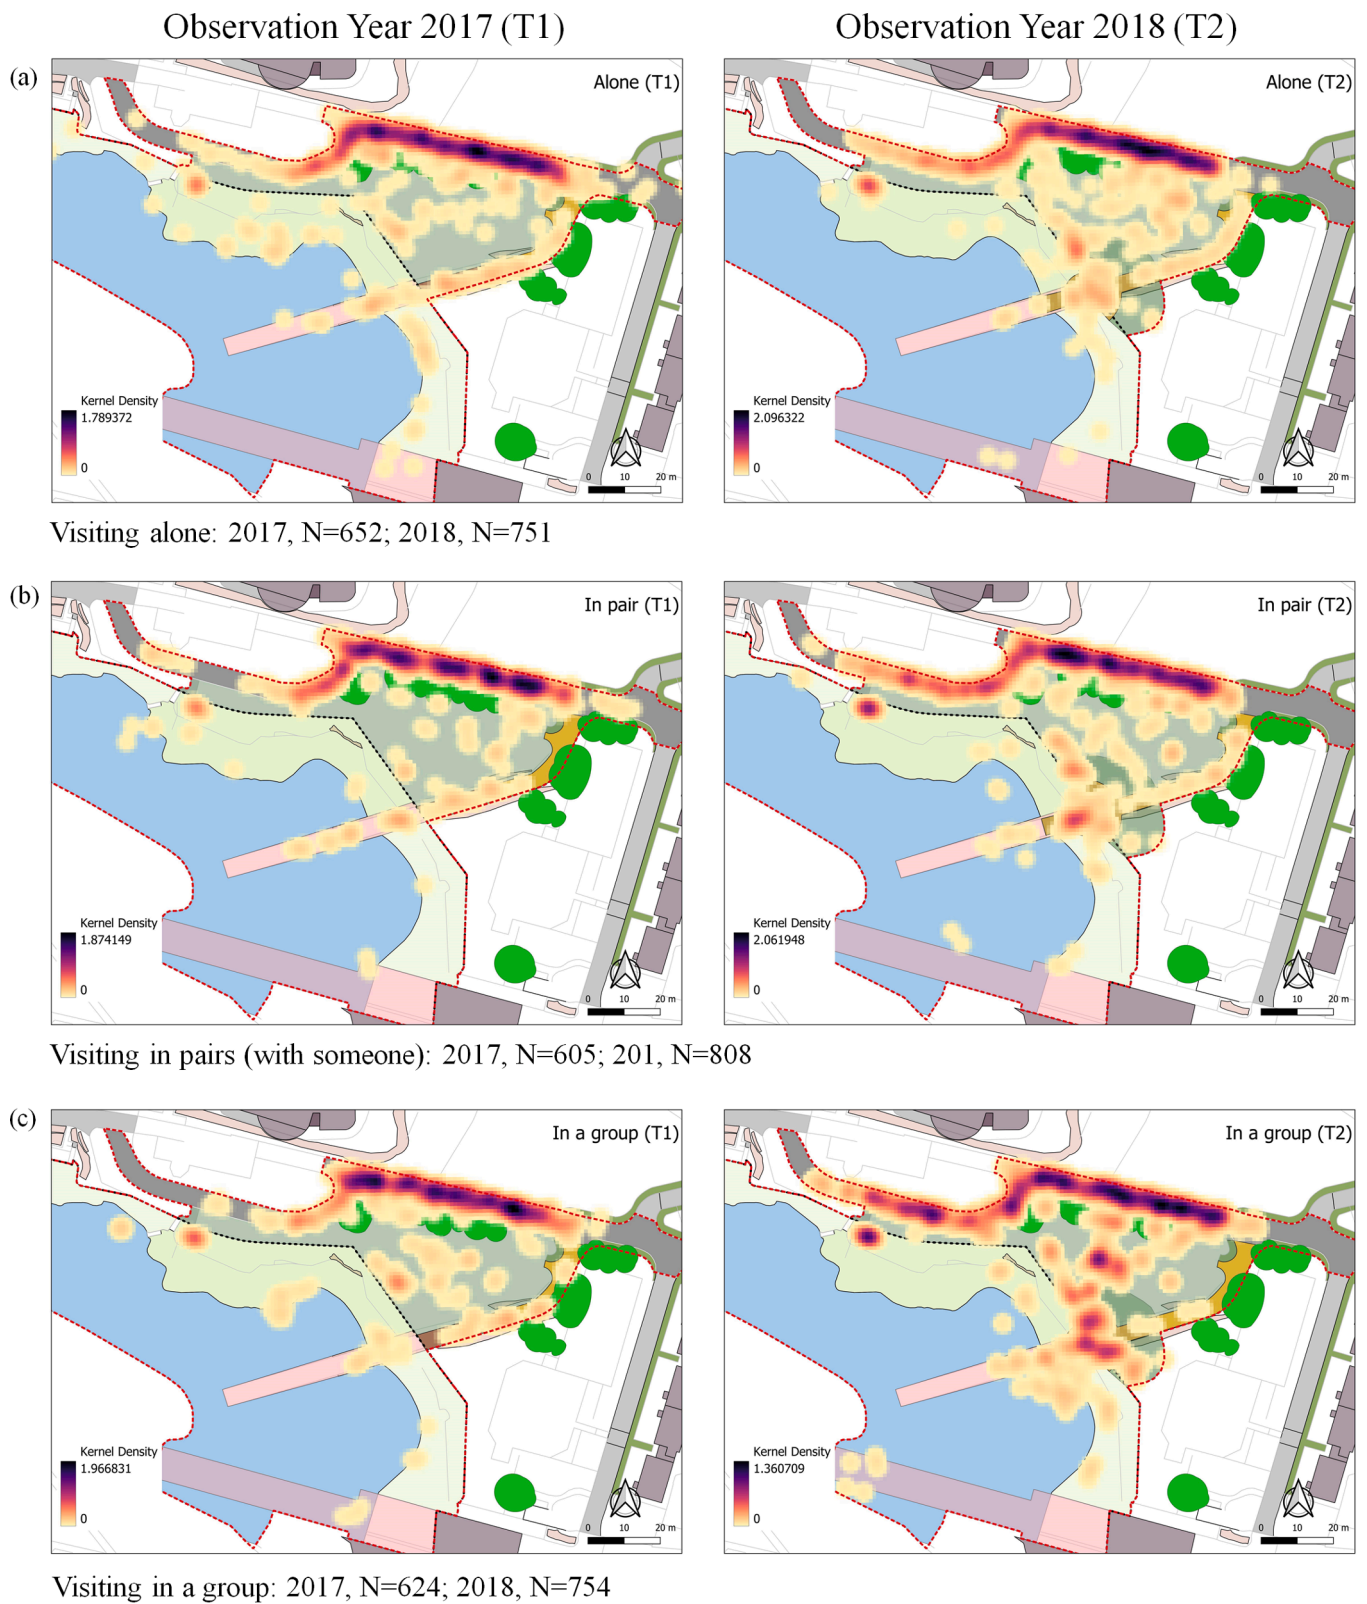 Observation Year 2017 (T1)
Observation Year 2018 (T2)
(a)
Alone (T1)
Kernel Density
1.789372
0
0 10 20 m
Alone (T2)
Kernel Density
2.096322
0
0 10 20 m
Visiting alone: 2017, N=652; 2018, N=751
(b)
In pair (T1)
Kernel Density
1.874149
0
0 10 20 m
In pair (T2)
Kernel Density
2.061948
0
0 10 20 m
Visiting in pairs (with someone): 2017, N=605; 201, N=808
(c)
In a group (T1)
Kernel Density
1.966831
0
0 10 20 m
In a group (T2)
Kernel Density
1.360709
0
0 10 20 m
Visiting in a group: 2017, N=624; 2018, N=754